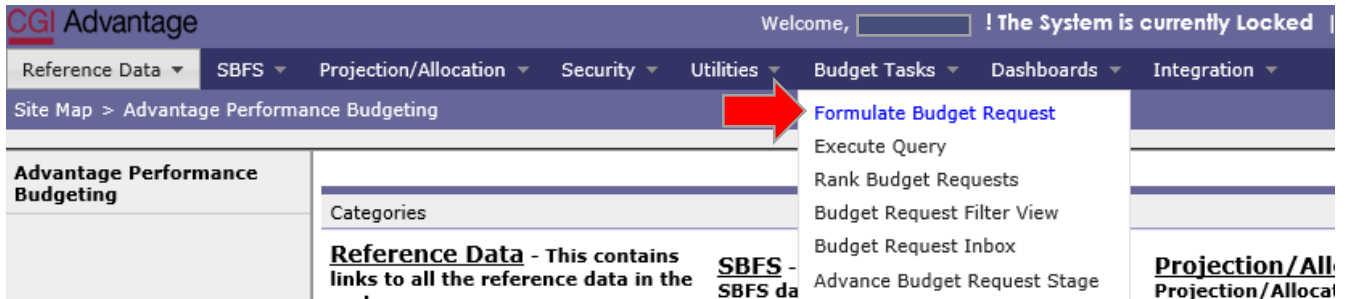 CGI Advantage
Welcome, ! The System is currently Locked |
Reference Data SBFS Projection/Allocation Security Utilities Budget Tasks Dashboards Integration
Site Map > Advantage Performance Budgeting
Formulate Budget Request
Execute Query
Rank Budget Requests
Budget Request Filter View
Budget Request Inbox
Advance Budget Request Stage
Advantage Performance
Budgeting
Categories
Reference Data - This contains
links to all the reference data in the
SBFS -
SBFS da
Projection/All
Projection/Allocat